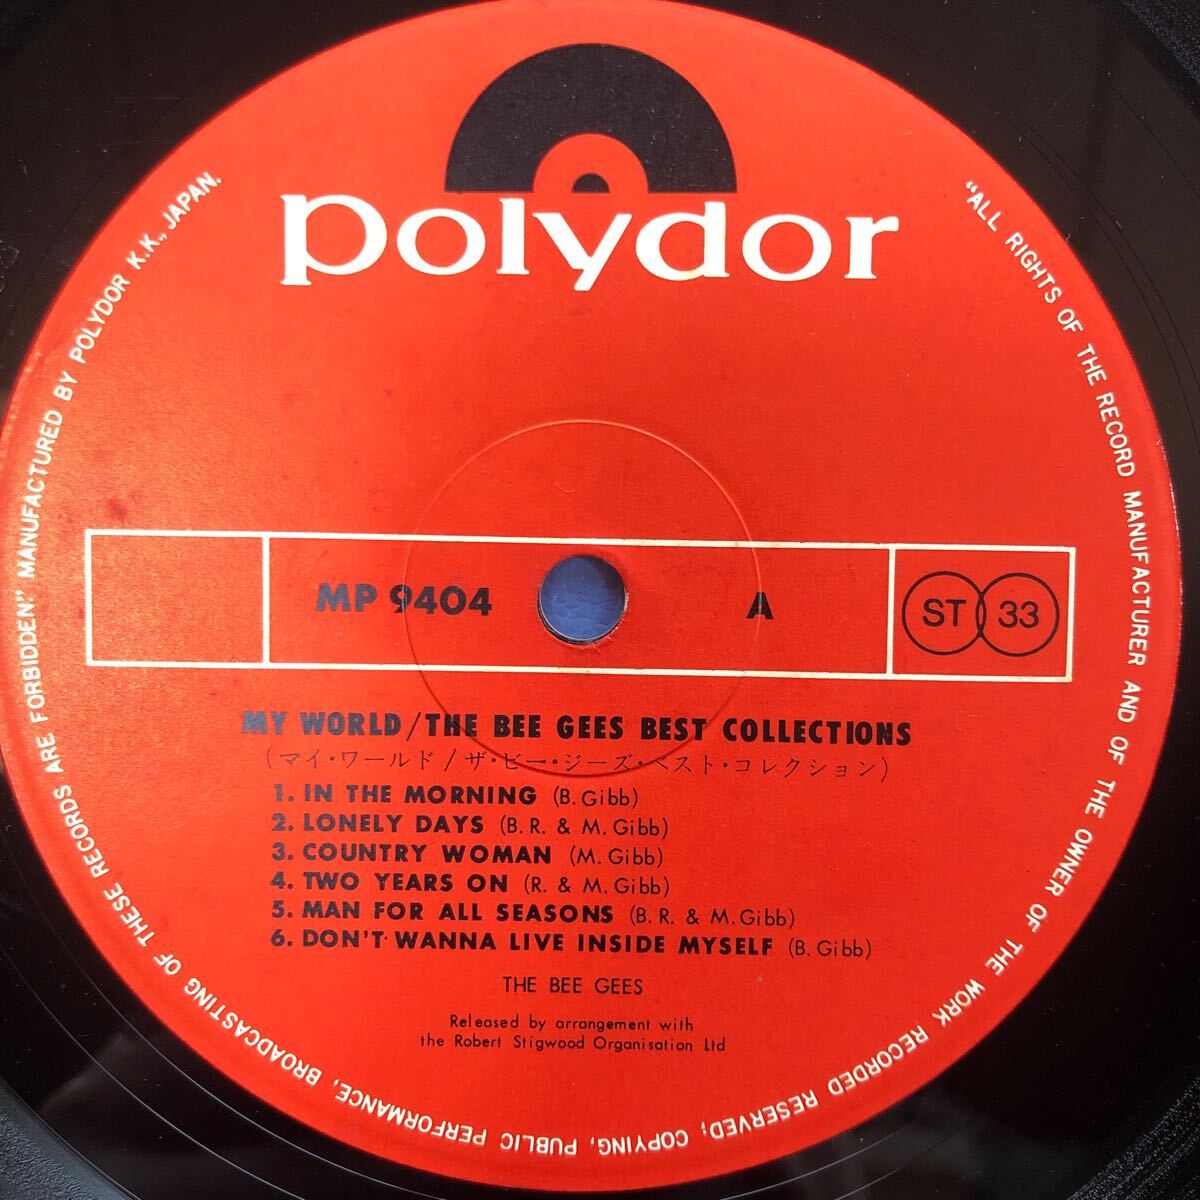 polydor
"ALL RIGHTS OF THE RECORD MANUFACTURER AND OF THE OWNER OF THE WORK RECORDED RESERVED; COPYING, PUBLIC PERFORMANCE, BROADCASTING OF THESE RECORDS ARE FORBIDDEN." MANUFACTURED BY POLYDOR K.K., JAPAN.
MP 9404 A ST 33
MY WORLD/THE BEE GEES BEST COLLECTIONS
(マイ・ワールド/ザ・ビー・ジーズ・ベスト・コレクション)
1. IN THE MORNING (B. Gibb)
2. LONELY DAYS (B. R. & M. Gibb)
3. COUNTRY WOMAN (M. Gibb)
4. TWO YEARS ON (R. & M. Gibb)
5. MAN FOR ALL SEASONS (B. R. & M. Gibb)
6. DON'T WANNA LIVE INSIDE MYSELF (B. Gibb)
THE BEE GEES
Released by arrangement with
the Robert Stigwood Organisation Ltd